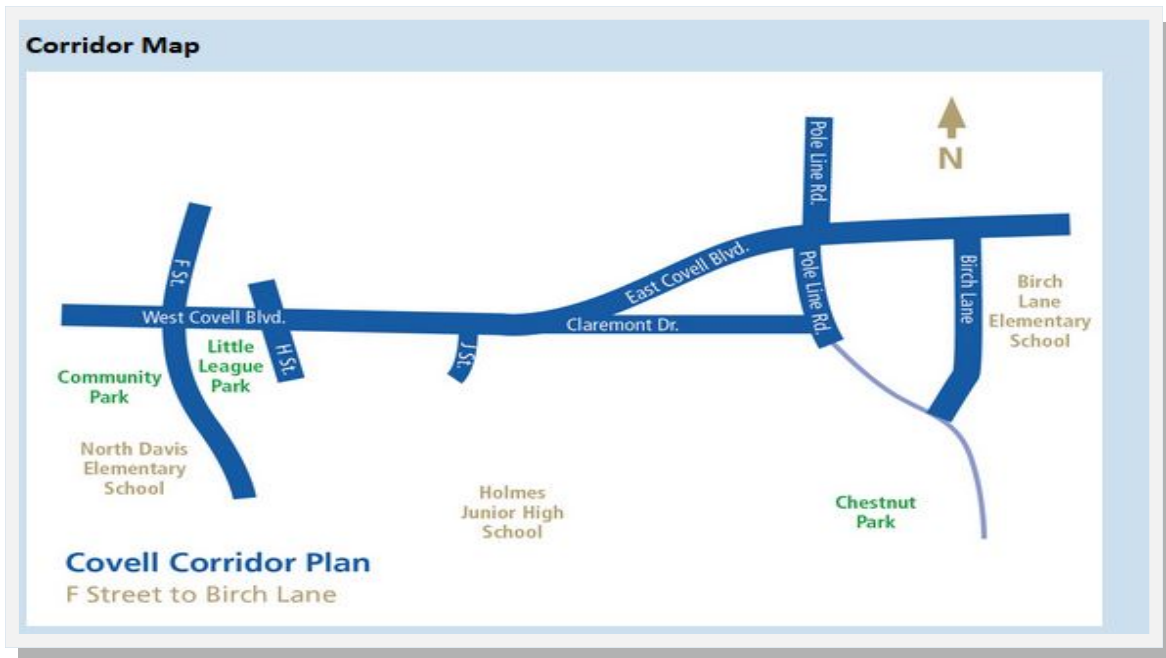 Corridor Map
Pole Line Rd.
N
F St.
East Covell Blvd.
Pole Line Rd.
Birch Lane
Birch
Lane
Elementary
School
West Covell Blvd.
Claremont Dr.
Little
League
Park
H St.
J St.
Community
Park
North Davis
Elementary
School
Holmes
Junior High
School
Chestnut
Park
Covell Corridor Plan
F Street to Birch Lane